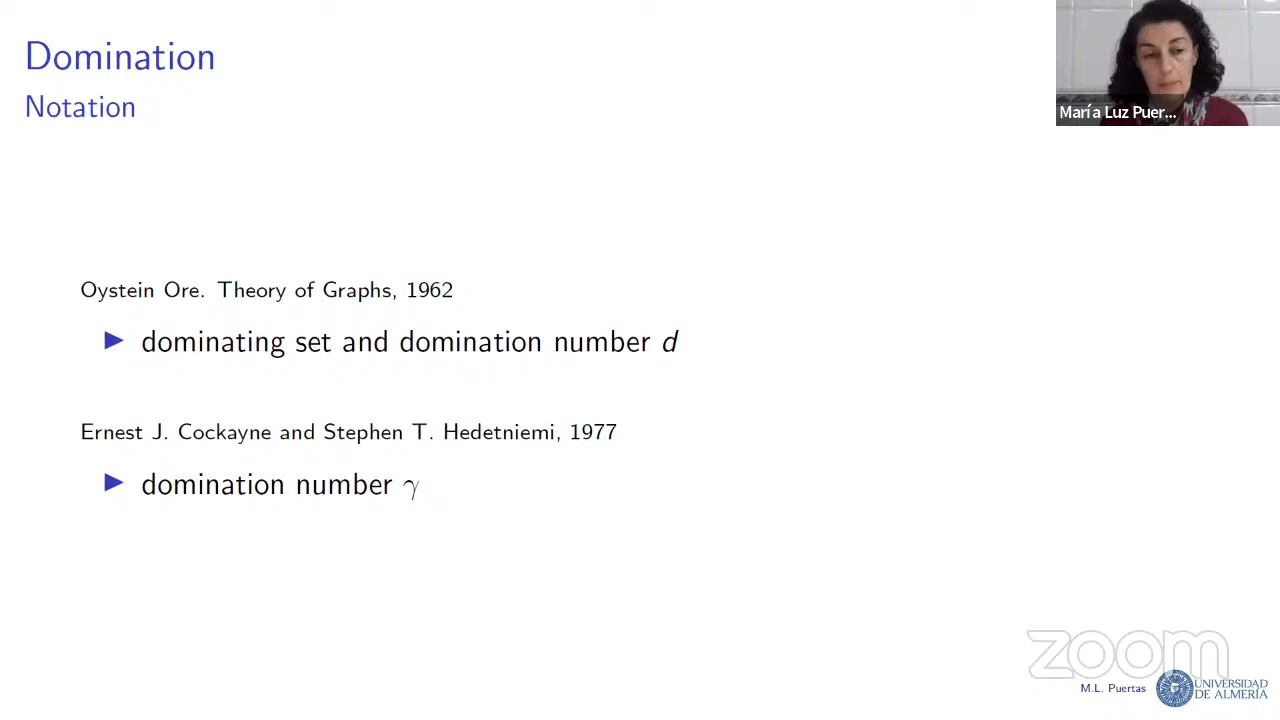 Domination
Notation
María Luz Puer...
Oystein Ore. Theory of Graphs, 1962
▶ dominating set and domination number d
Ernest J. Cockayne and Stephen T. Hedetniemi, 1977
▶ domination number γ
zoom
M.L. Puertas
UNIVERSIDAD
DE ALMERÍA